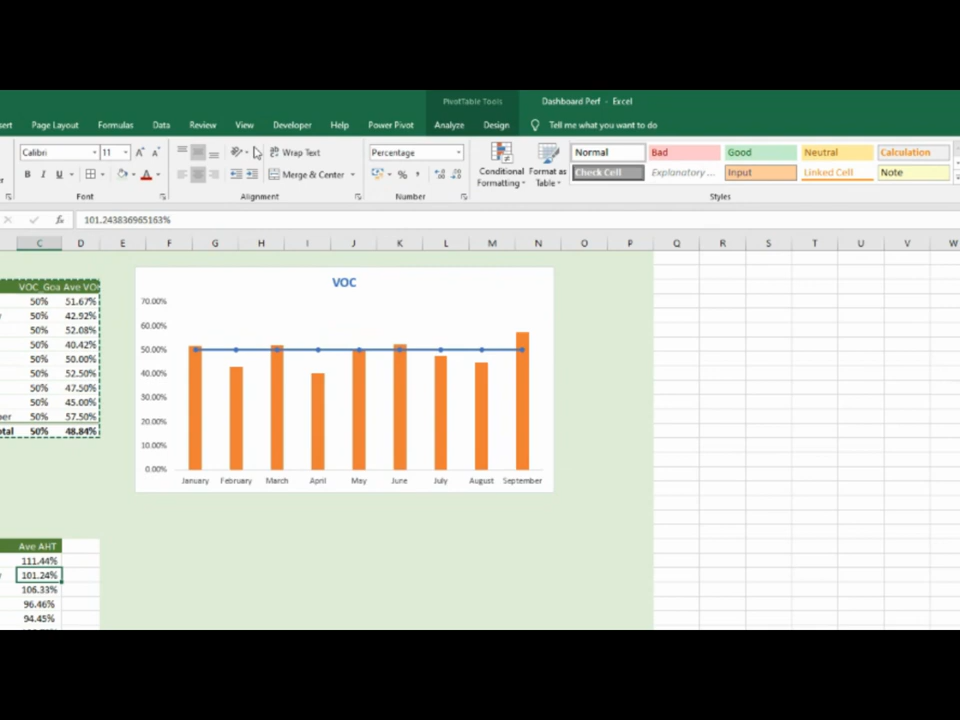 PivotTable Tools Dashboard Perf - Excel
Page Layout Formulas Data Review View Developer Help Power Pivot Analyze Design Tell me what you want to do
Calibri 11 A A Wrap Text Percentage Conditional Formatting Format as Table Normal Bad Good Neutral Calculation
B I U A Merge & Center % , Check Cell Explanatory ... Input Linked Cell Note
Font Alignment Number Styles
fx 101.243836965163%
C D E F G H I J K L M N O P Q R S T U V W
VOC_Goa Ave VO
50% 51.67%
50% 42.92%
50% 52.08%
50% 40.42%
50% 50.00%
50% 52.50%
50% 47.50%
50% 45.00%
50% 57.50%
50% 48.84%
VOC
70.00%
60.00%
50.00%
40.00%
30.00%
20.00%
10.00%
0.00%
January February March April May June July August September
Ave AHT
111.44%
101.24%
106.33%
96.46%
94.45%